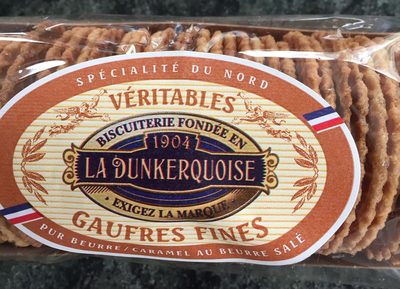 SPÉCIALITÉ DU NORD
VÉRITABLES
BISCUITERIE FONDÉE EN
1904
LA DUNKERQUOISE
EXIGEZ LA MARQUE
GAUFRES FINES
PUR BEURRE/CARAMEL AU BEURRE SALÉ